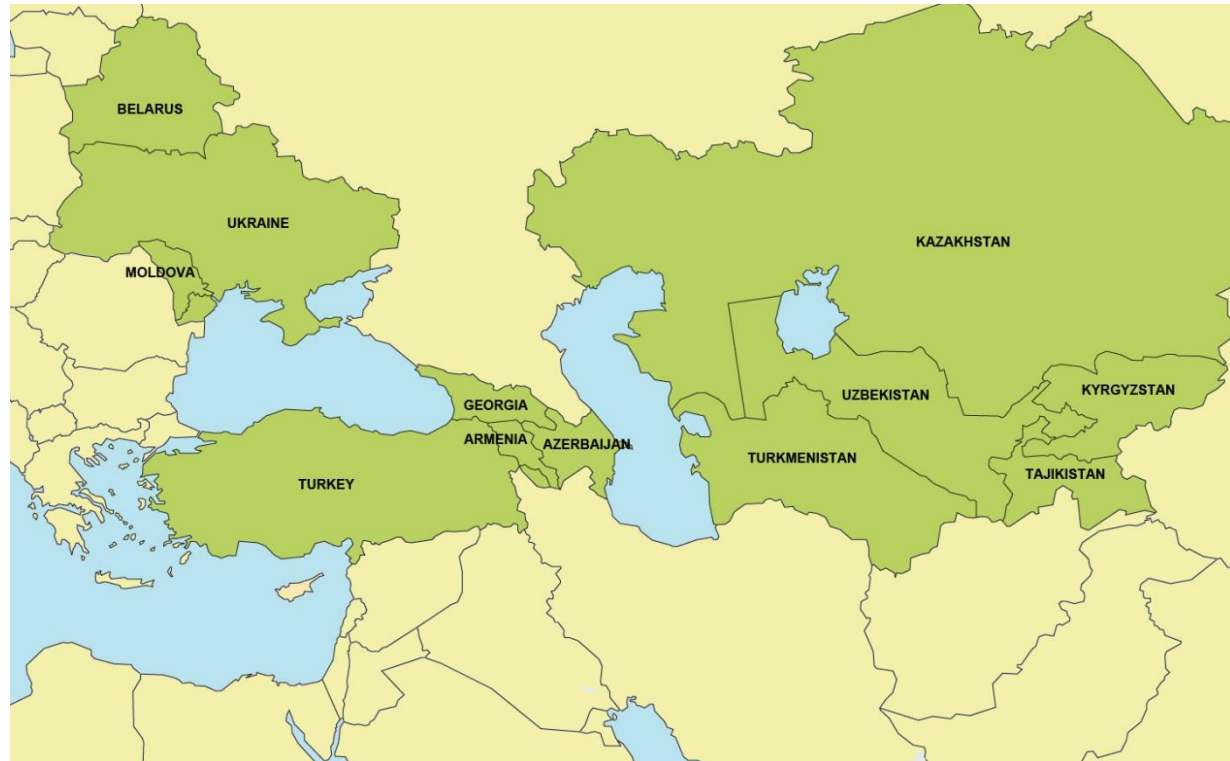 BELARUS
UKRAINE
KAZAKHSTAN
MOLDOVA
KYRGYZSTAN
UZBEKISTAN
GEORGIA
ARMENIA
AZERBAIJAN
TURKMENISTAN
TAJIKISTAN
TURKEY